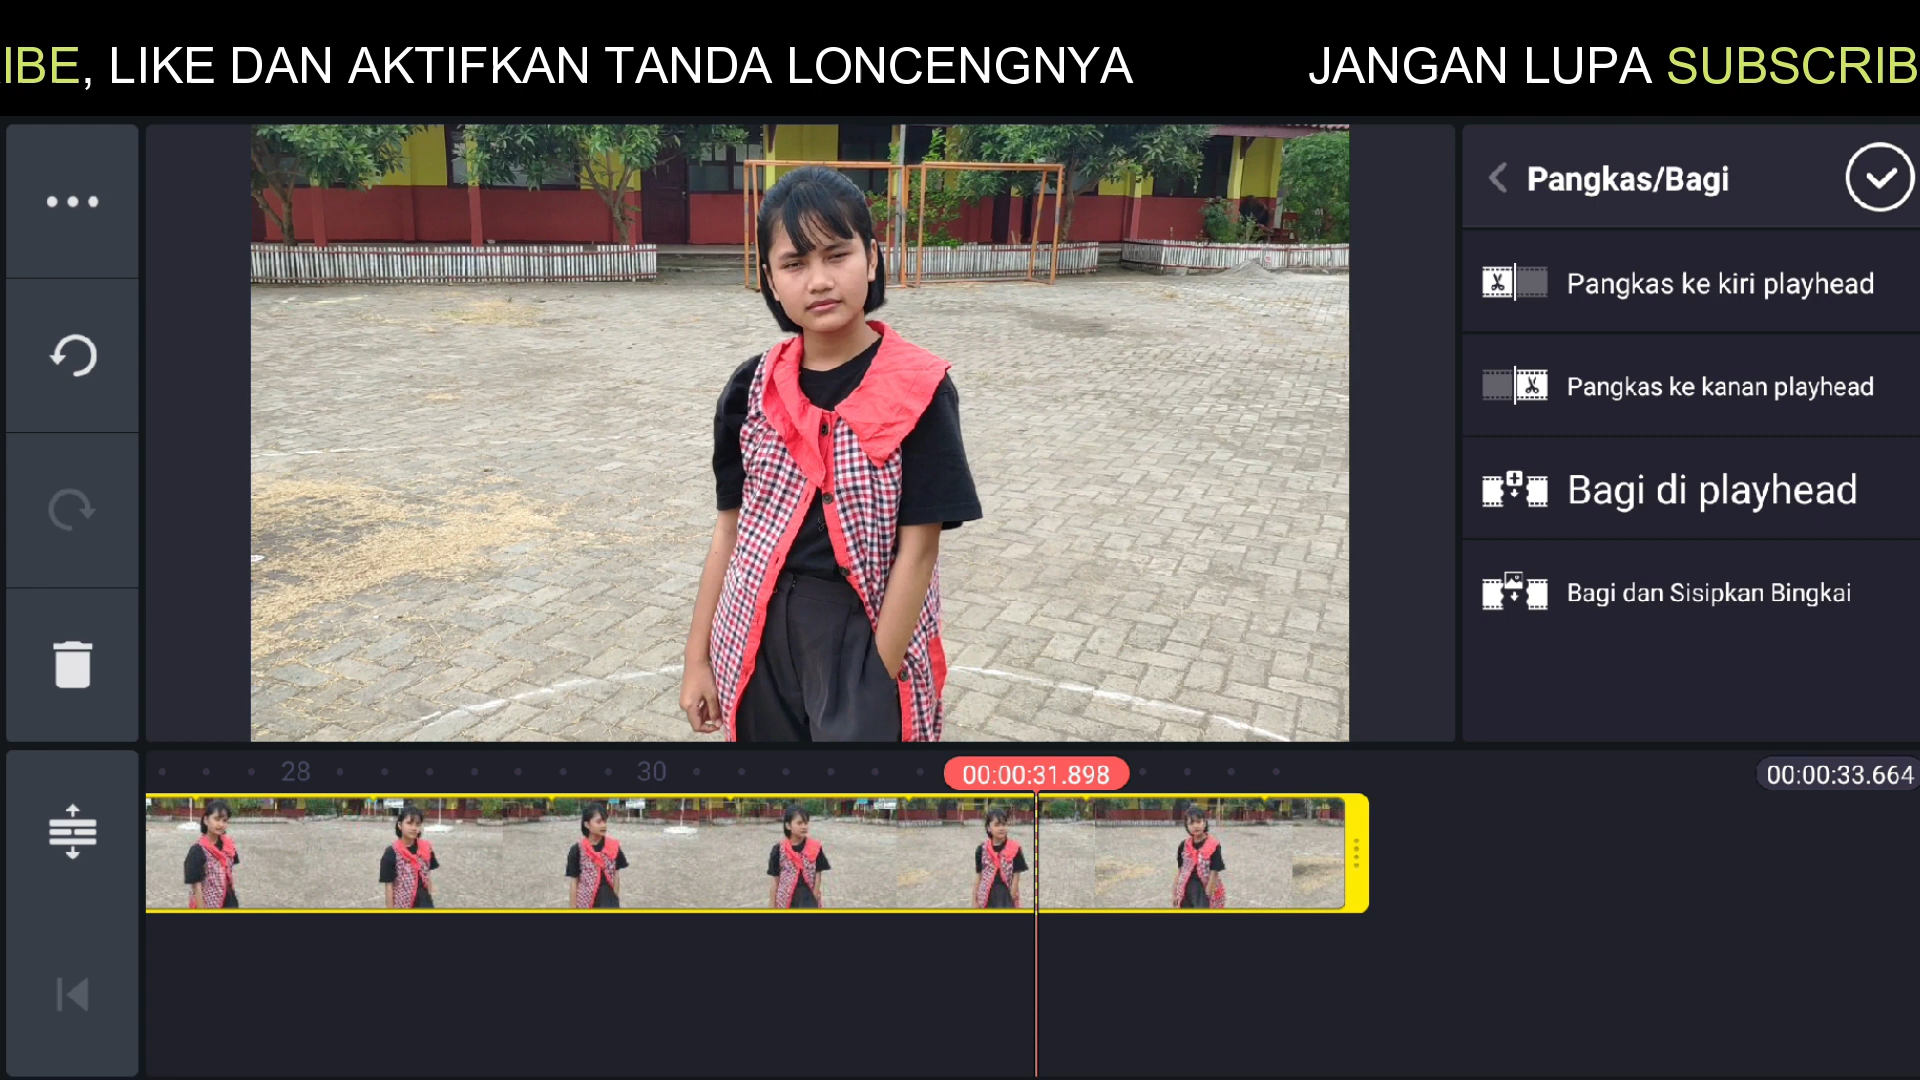 IBE, LIKE DAN AKTIFKAN TANDA LONCENGNYA JANGAN LUPA SUBSCRIB
Pangkas/Bagi
Pangkas ke kiri playhead
Pangkas ke kanan playhead
Bagi di playhead
Bagi dan Sisipkan Bingkai
28 30 00:00:31.898 00:00:33.664